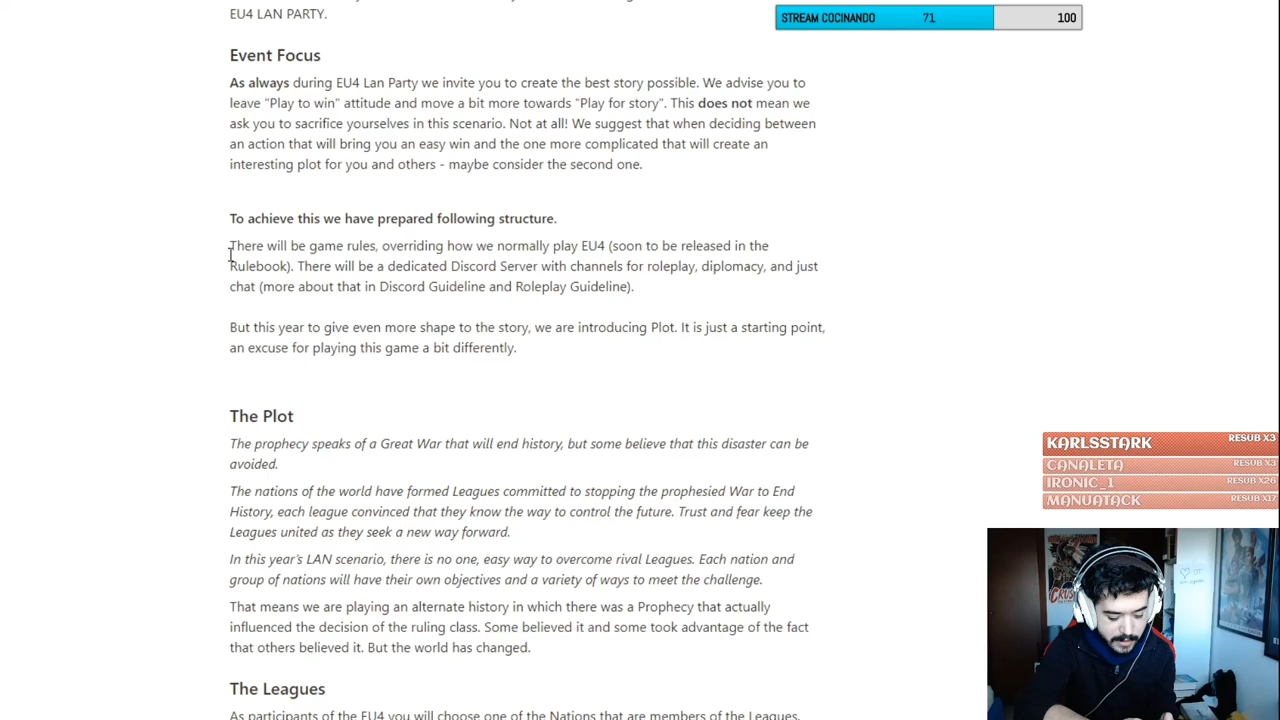 EU4 LAN PARTY.
STREAM COCINANDO 71 100
Event Focus
As always during EU4 Lan Party we invite you to create the best story possible. We advise you to
leave "Play to win" attitude and move a bit more towards "Play for story". This does not mean we
ask you to sacrifice yourselves in this scenario. Not at all! We suggest that when deciding between
an action that will bring you an easy win and the one more complicated that will create an
interesting plot for you and others - maybe consider the second one.
To achieve this we have prepared following structure.
There will be game rules, overriding how we normally play EU4 (soon to be released in the
Rulebook). There will be a dedicated Discord Server with channels for roleplay, diplomacy, and just
chat (more about that in Discord Guideline and Roleplay Guideline).
But this year to give even more shape to the story, we are introducing Plot. It is just a starting point,
an excuse for playing this game a bit differently.
The Plot
The prophecy speaks of a Great War that will end history, but some believe that this disaster can be
avoided.
The nations of the world have formed Leagues committed to stopping the prophesied War to End
History, each league convinced that they know the way to control the future. Trust and fear keep the
Leagues united as they seek a new way forward.
In this year's LAN scenario, there is no one, easy way to overcome rival Leagues. Each nation and
group of nations will have their own objectives and a variety of ways to meet the challenge.
That means we are playing an alternate history in which there was a Prophecy that actually
influenced the decision of the ruling class. Some believed it and some took advantage of the fact
that others believed it. But the world has changed.
The Leagues
As participants of the EU4 you will choose one of the Nations that are members of the Leagues.
KARLSSTARK RESUB X3
CANALETA RESUB X3
IRONIC_1 RESUB X26
MANUATACK RESUB X17